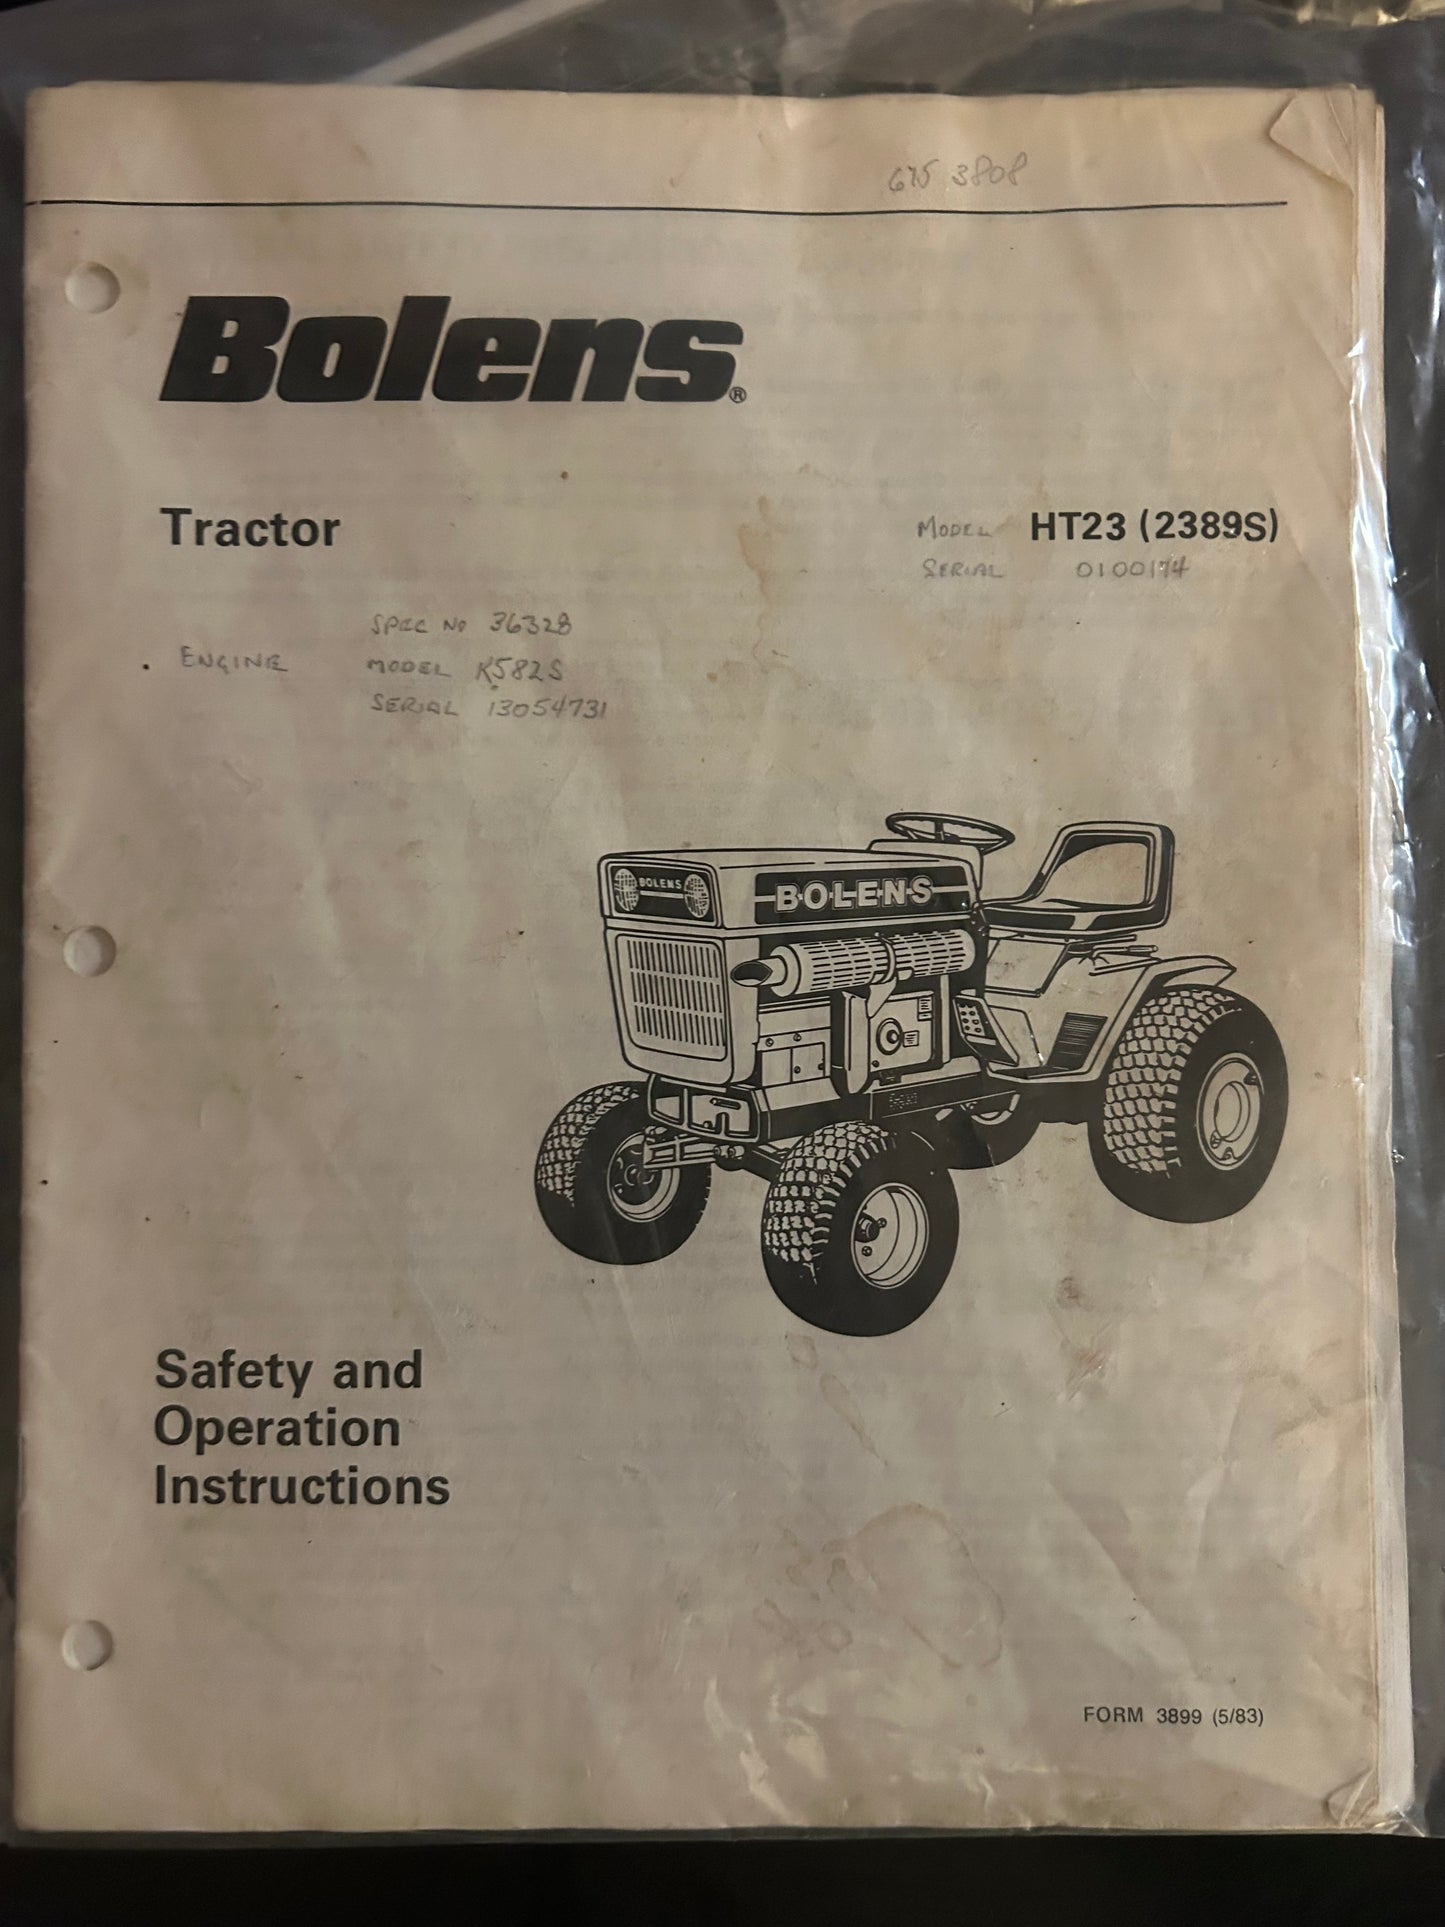 675 3808
Bolens®
Tractor
MODEL HT23 (2389S)
SERIAL 0100174
SPEC NO 36328
ENGINE MODEL K582S
SERIAL 13054731
BOLENS
BOLENS
Safety and
Operation
Instructions
FORM 3899 (5/83)